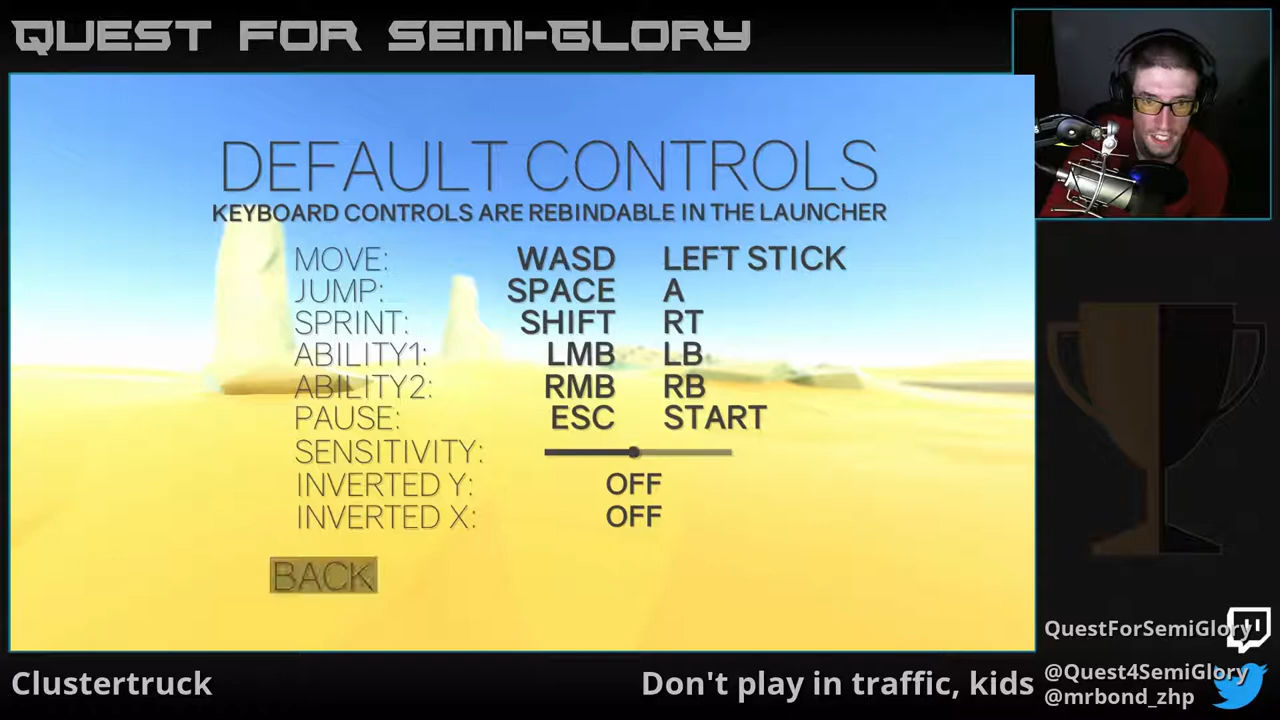 QUEST FOR SEMI-GLORY
DEFAULT CONTROLS
KEYBOARD CONTROLS ARE REBINDABLE IN THE LAUNCHER
MOVE: WASD LEFT STICK
JUMP: SPACE A
SPRINT: SHIFT RT
ABILITY1: LMB LB
ABILITY2: RMB RB
PAUSE: ESC START
SENSITIVITY:
INVERTED Y: OFF
INVERTED X: OFF
BACK
QuestForSemiGlory
@Quest4SemiGlory
@mrbond_zhp
Clustertruck
Don't play in traffic, kids